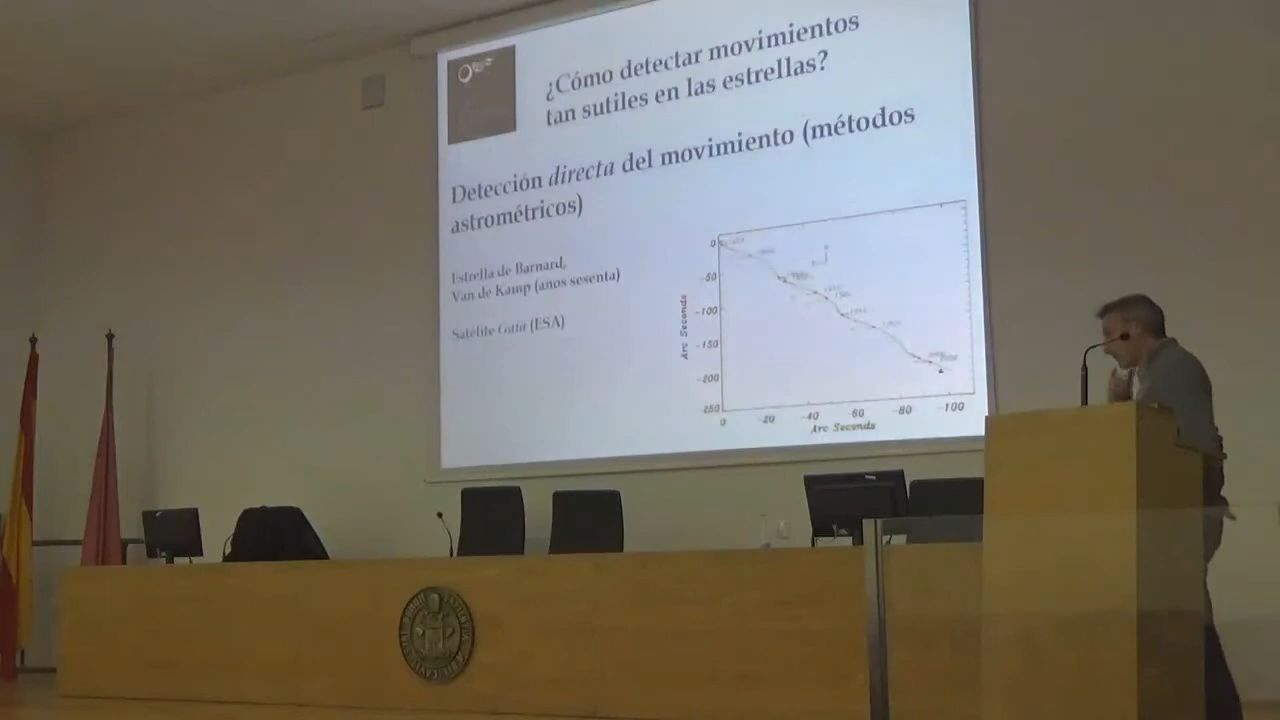 ¿Cómo detectar movimientos
tan sutiles en las estrellas?
Detección directa del movimiento (métodos
astrométricos)
Estrella de Barnard,
Van de Kamp (años sesenta)
Satélite Gaia (ESA)
0
-50
-100
-150
-200
-250
Arc Seconds
0
-20
-40
-60
-80
-100
Arc Seconds